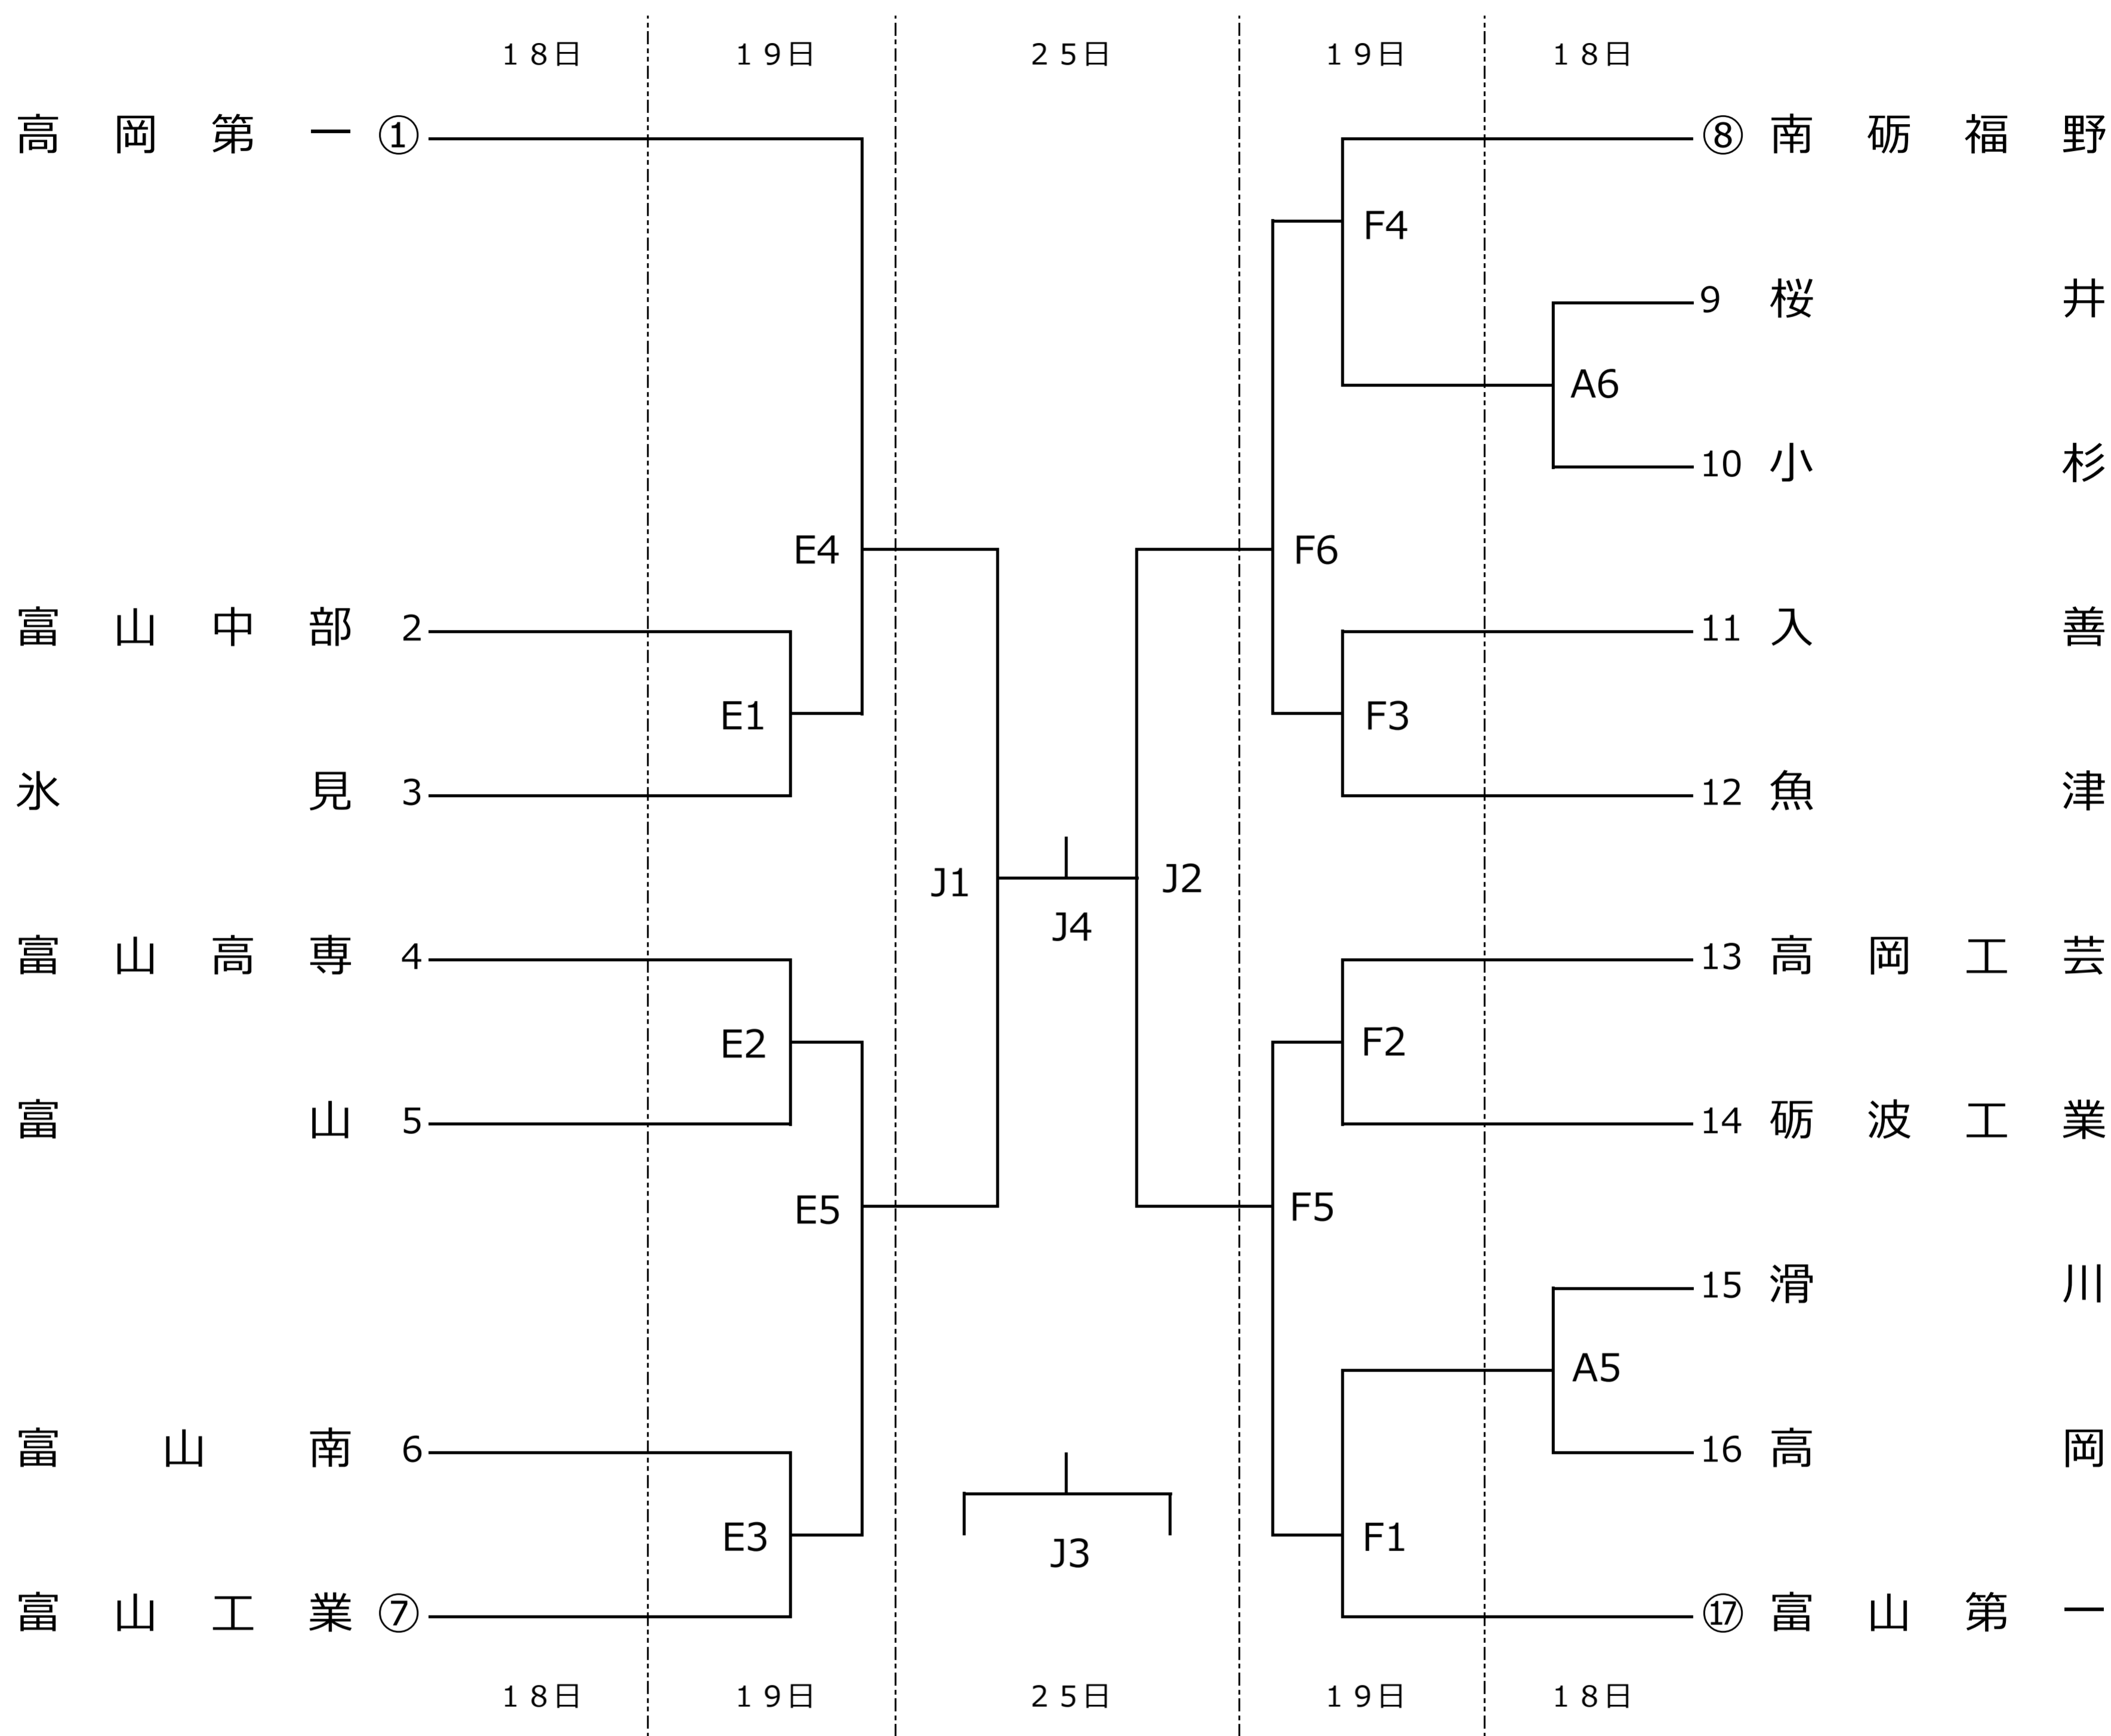 18日 19日 25日 19日 18日
高岡第一 ① ⑧ 南砺福野
F4
9 桜井
A6
10 小杉
E4 F6
富山中部 2 11 入善
E1 F3
氷見 3 12 魚津
J1 J2
J4
富山高専 4 13 高岡工芸
E2 F2
富山 5 14 砺波工業
E5 F5
15 滑川
A5
富山南 6 16 高岡
E3 F1
J3
富山工業 ⑦ ⑰ 富山第一
18日 19日 25日 19日 18日